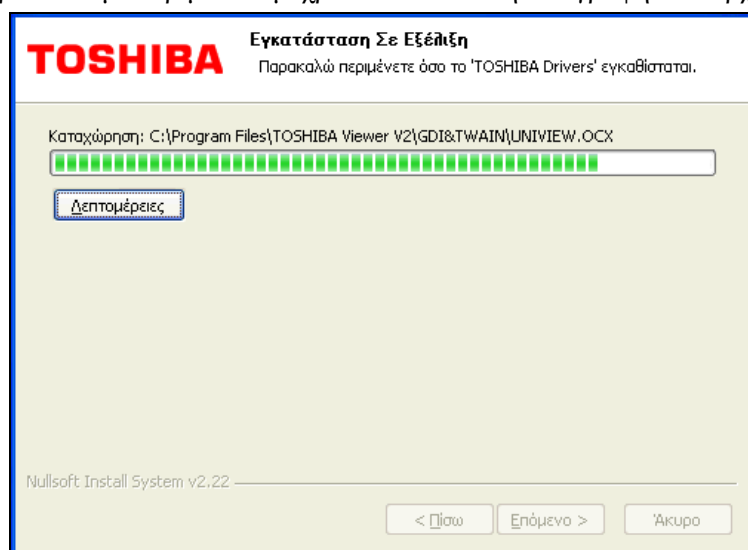 TOSHIBA
Εγκατάσταση Σε Εξέλιξη
Παρακαλώ περιμένετε όσο το 'TOSHIBA Drivers' εγκαθίσταται.
Καταχώρηση: C:\Program Files\TOSHIBA Viewer V2\GDI&TWAIN\UNIVIEW.OCX
Λεπτομέρειες
Nullsoft Install System v2.22
< Πίσω
Επόμενο >
Άκυρο